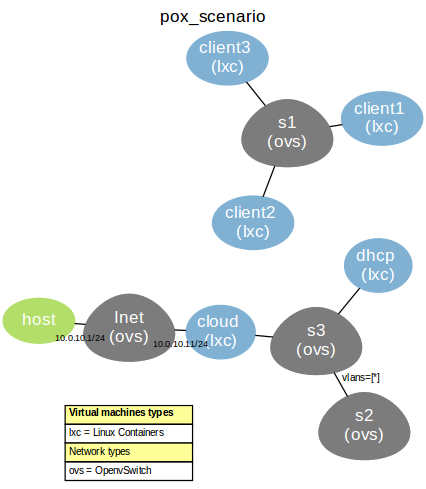 pox_scenario
client3
(lxc)
client1
(lxc)
s1
(ovs)
client2
(lxc)
dhcp
(lxc)
host
10.0.10.1/24
lnet
(ovs)
10.0.10.11/24
cloud
(lxc)
s3
(ovs)
vlans=[*]
s2
(ovs)
Virtual machines types
lxc = Linux Containers
Network types
ovs = OpenvSwitch